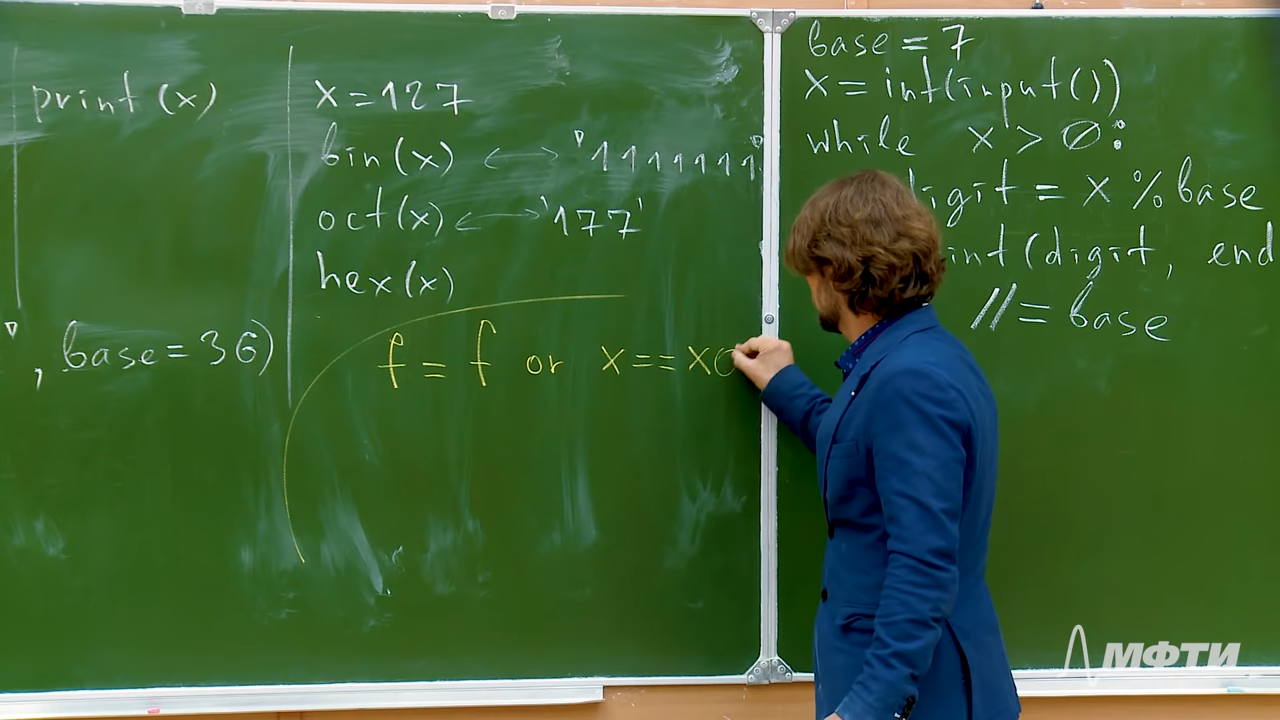 print (x)
, base = 36)
x = 127
bin(x) ↔ "1111111"
oct(x) ↔ '177'
hex(x)
f = f or x == x0
base = 7
x = int(input())
while x > 0:
digit = x % base
int(digit, end
//= base
МФТИ